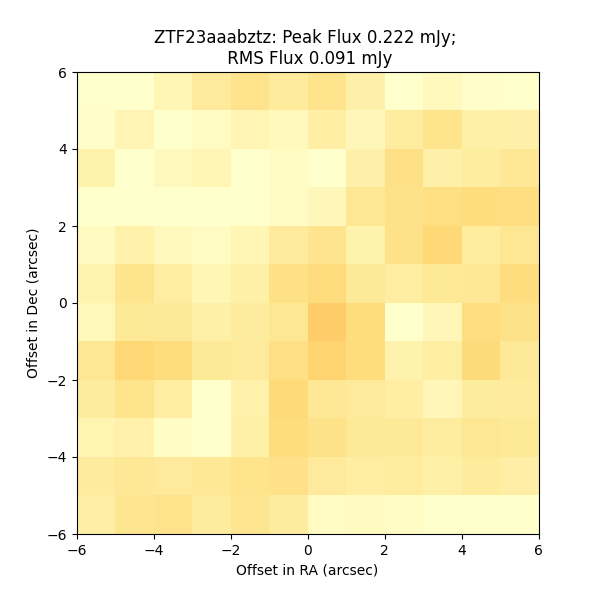 ZTF23aaabztz: Peak Flux 0.222 mJy;
RMS Flux 0.091 mJy
6
4
2
0
−2
−4
−6
Offset in Dec (arcsec)
−6 −4 −2 0 2 4 6
Offset in RA (arcsec)